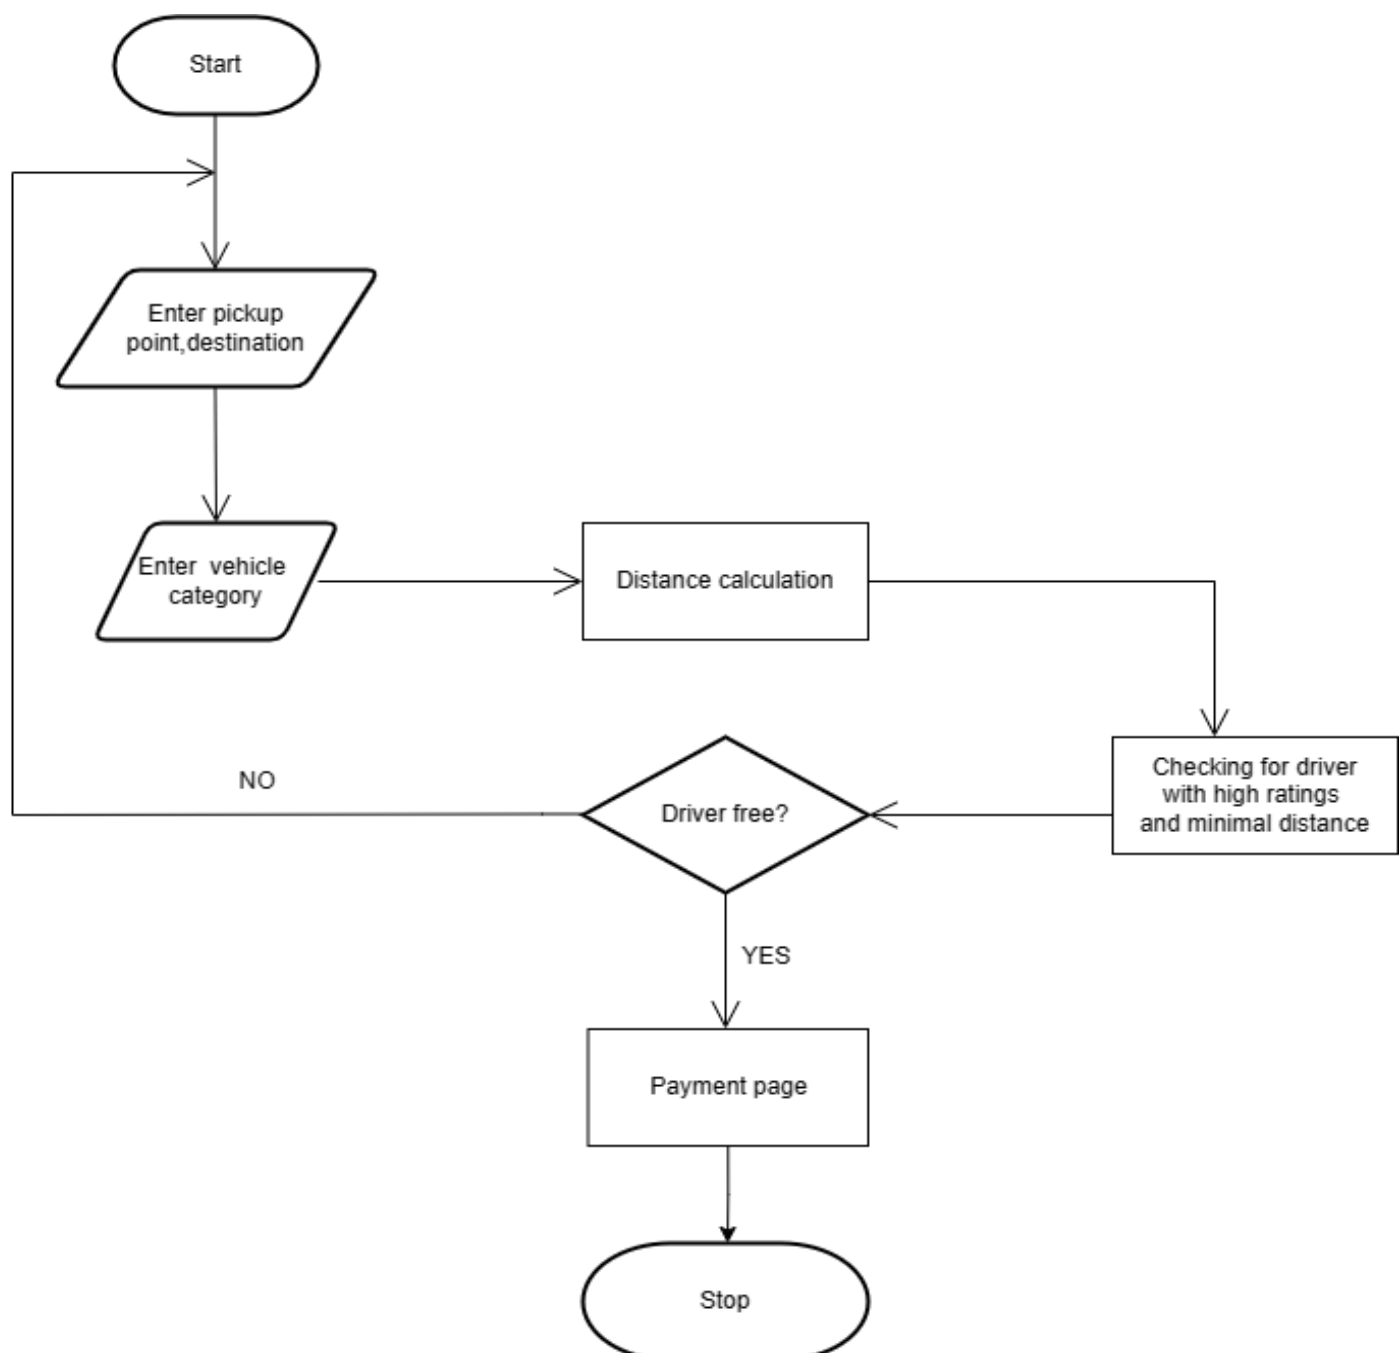 Start
Enter pickup
point,destination
Enter  vehicle
category
Distance calculation
Checking for driver
with high ratings
and minimal distance
Driver free?
NO
YES
Payment page
Stop